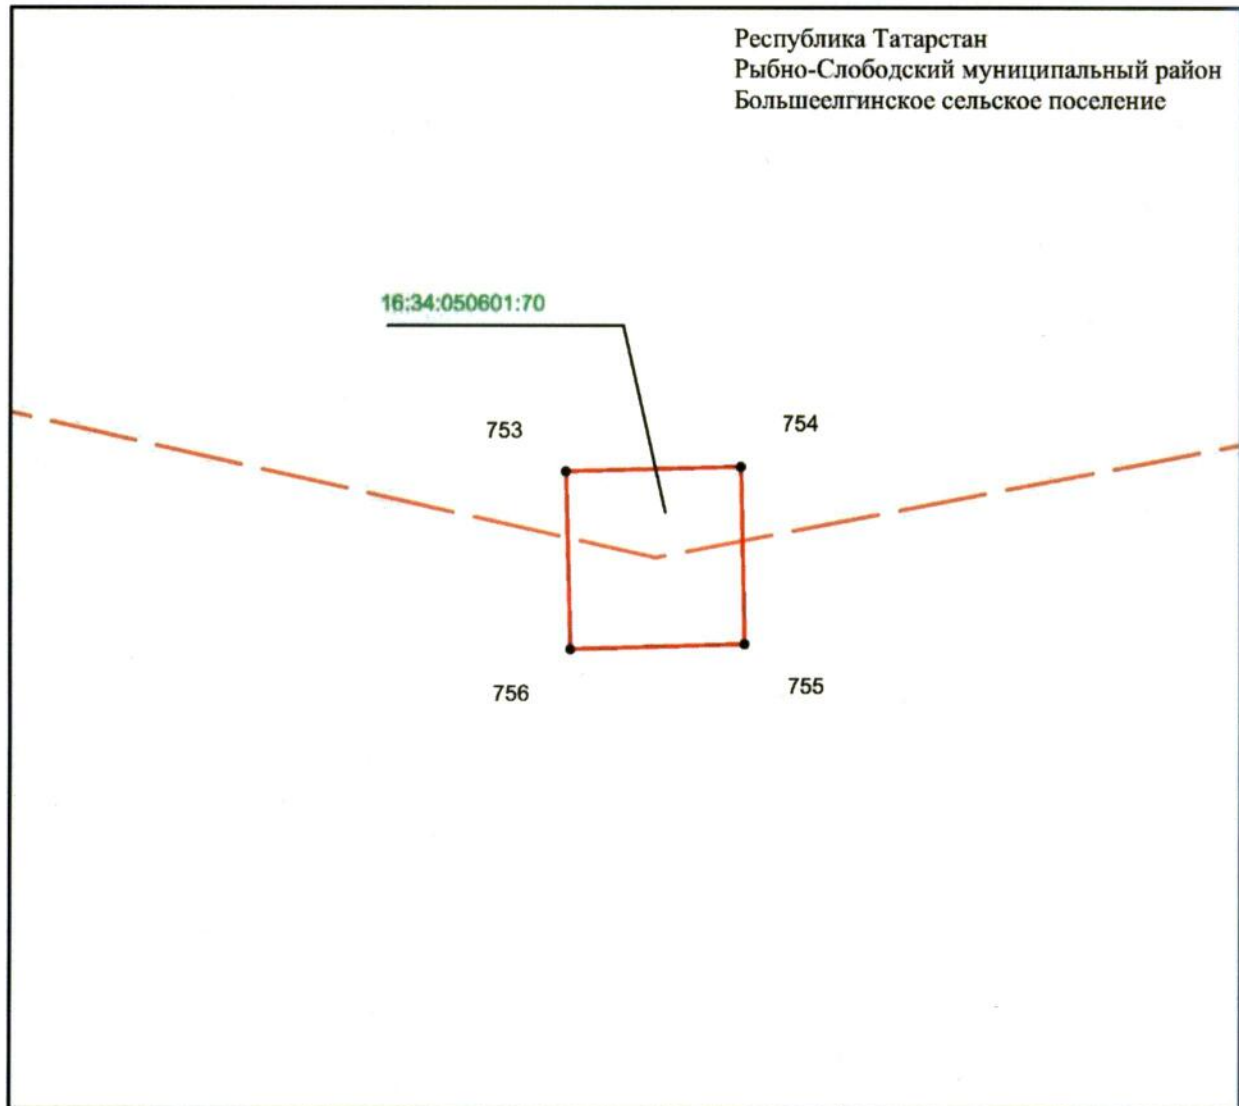 Республика Татарстан
Рыбно-Слободский муниципальный район
Большеелгинское сельское поселение
16:34:050601:70
753
754
756
755